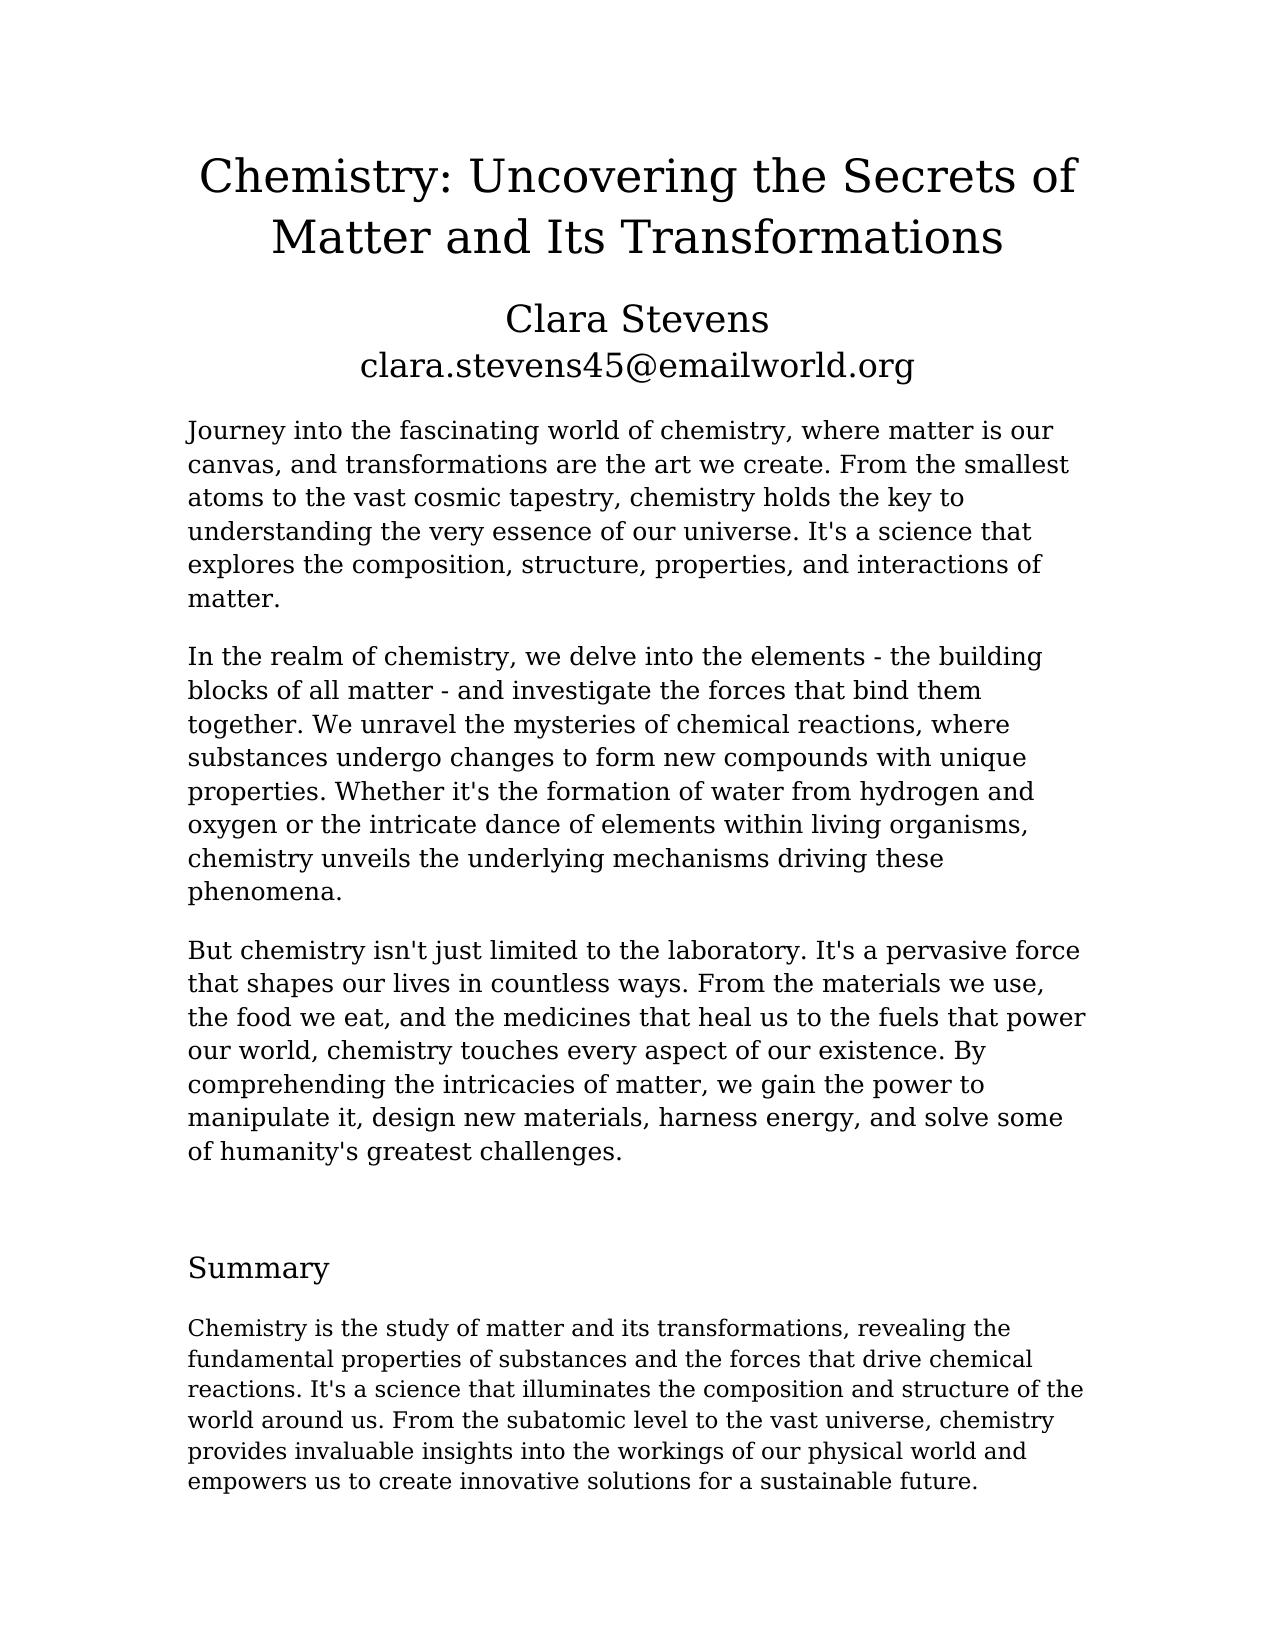 Chemistry: Uncovering the Secrets of
Matter and Its Transformations
Clara Stevens
clara.stevens45@emailworld.org
Journey into the fascinating world of chemistry, where matter is our
canvas, and transformations are the art we create. From the smallest
atoms to the vast cosmic tapestry, chemistry holds the key to
understanding the very essence of our universe. It's a science that
explores the composition, structure, properties, and interactions of
matter.
In the realm of chemistry, we delve into the elements - the building
blocks of all matter - and investigate the forces that bind them
together. We unravel the mysteries of chemical reactions, where
substances undergo changes to form new compounds with unique
properties. Whether it's the formation of water from hydrogen and
oxygen or the intricate dance of elements within living organisms,
chemistry unveils the underlying mechanisms driving these
phenomena.
But chemistry isn't just limited to the laboratory. It's a pervasive force
that shapes our lives in countless ways. From the materials we use,
the food we eat, and the medicines that heal us to the fuels that power
our world, chemistry touches every aspect of our existence. By
comprehending the intricacies of matter, we gain the power to
manipulate it, design new materials, harness energy, and solve some
of humanity's greatest challenges.
Summary
Chemistry is the study of matter and its transformations, revealing the
fundamental properties of substances and the forces that drive chemical
reactions. It's a science that illuminates the composition and structure of the
world around us. From the subatomic level to the vast universe, chemistry
provides invaluable insights into the workings of our physical world and
empowers us to create innovative solutions for a sustainable future.